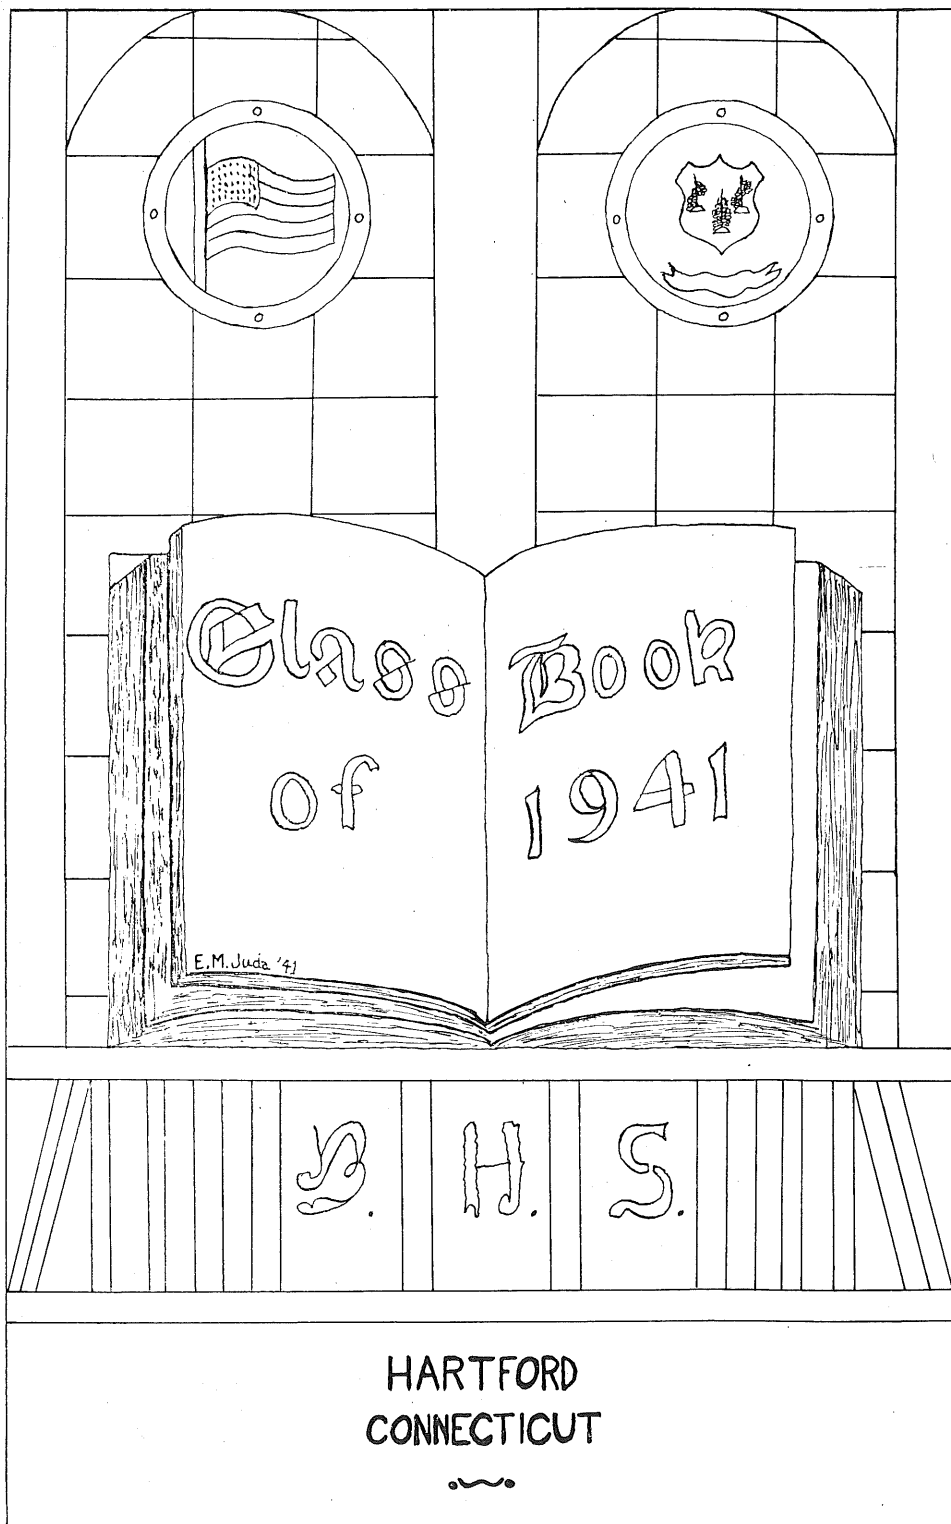 Class Book
of 1941
E.M. Juda '41
B. H. S.
HARTFORD
CONNECTICUT